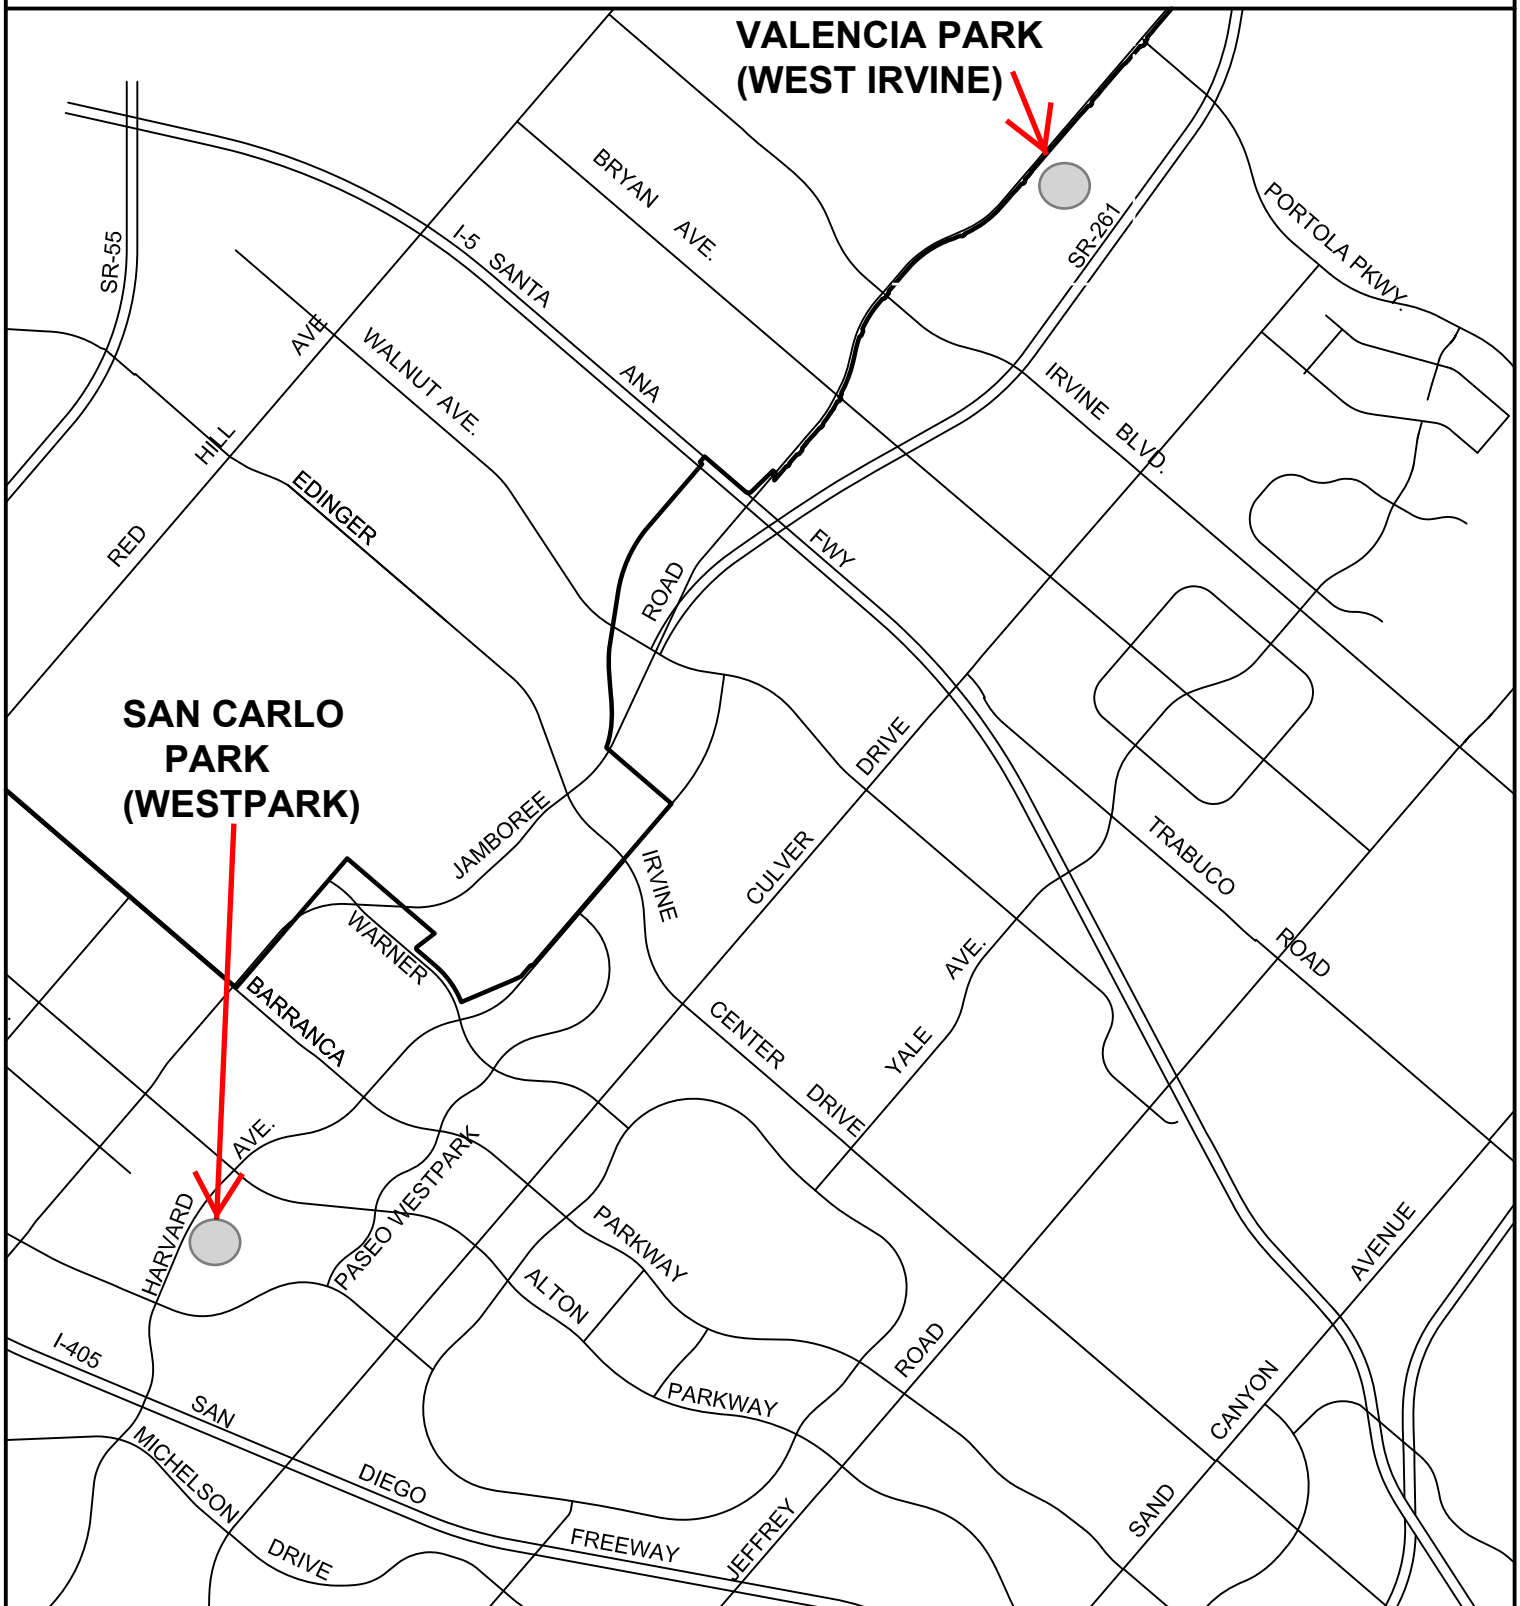 VALENCIA PARK
(WEST IRVINE)
BRYAN AVE.
PORTOLA PKWY.
SR-261
SR-55
I-5 SANTA ANA FWY
WALNUT AVE.
RED HILL AVE
IRVINE BLVD.
EDINGER
ROAD
SAN CARLO
PARK
(WESTPARK)
JAMBOREE
DRIVE
CULVER
IRVINE
TRABUCO
ROAD
WARNER
BARRANCA
AVE.
YALE
CENTER
DRIVE
AVE.
HARVARD
PASEO WESTPARK
PARKWAY
ALTON
PARKWAY
AVENUE
CANYON
SAND
ROAD
JEFFREY
I-405
SAN
DIEGO
FREEWAY
MICHELSON
DRIVE